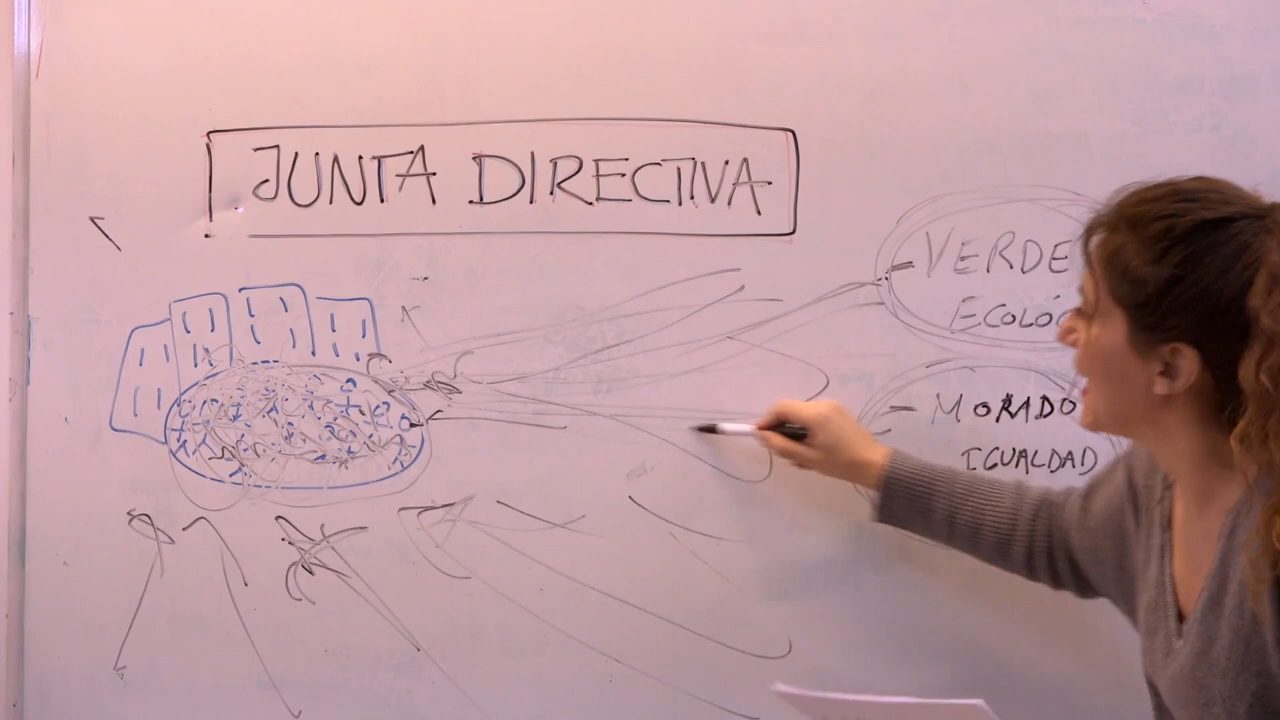 JUNTA DIRECTIVA
- VERDE
ECOLÓ
- MORADO
IGUALDAD